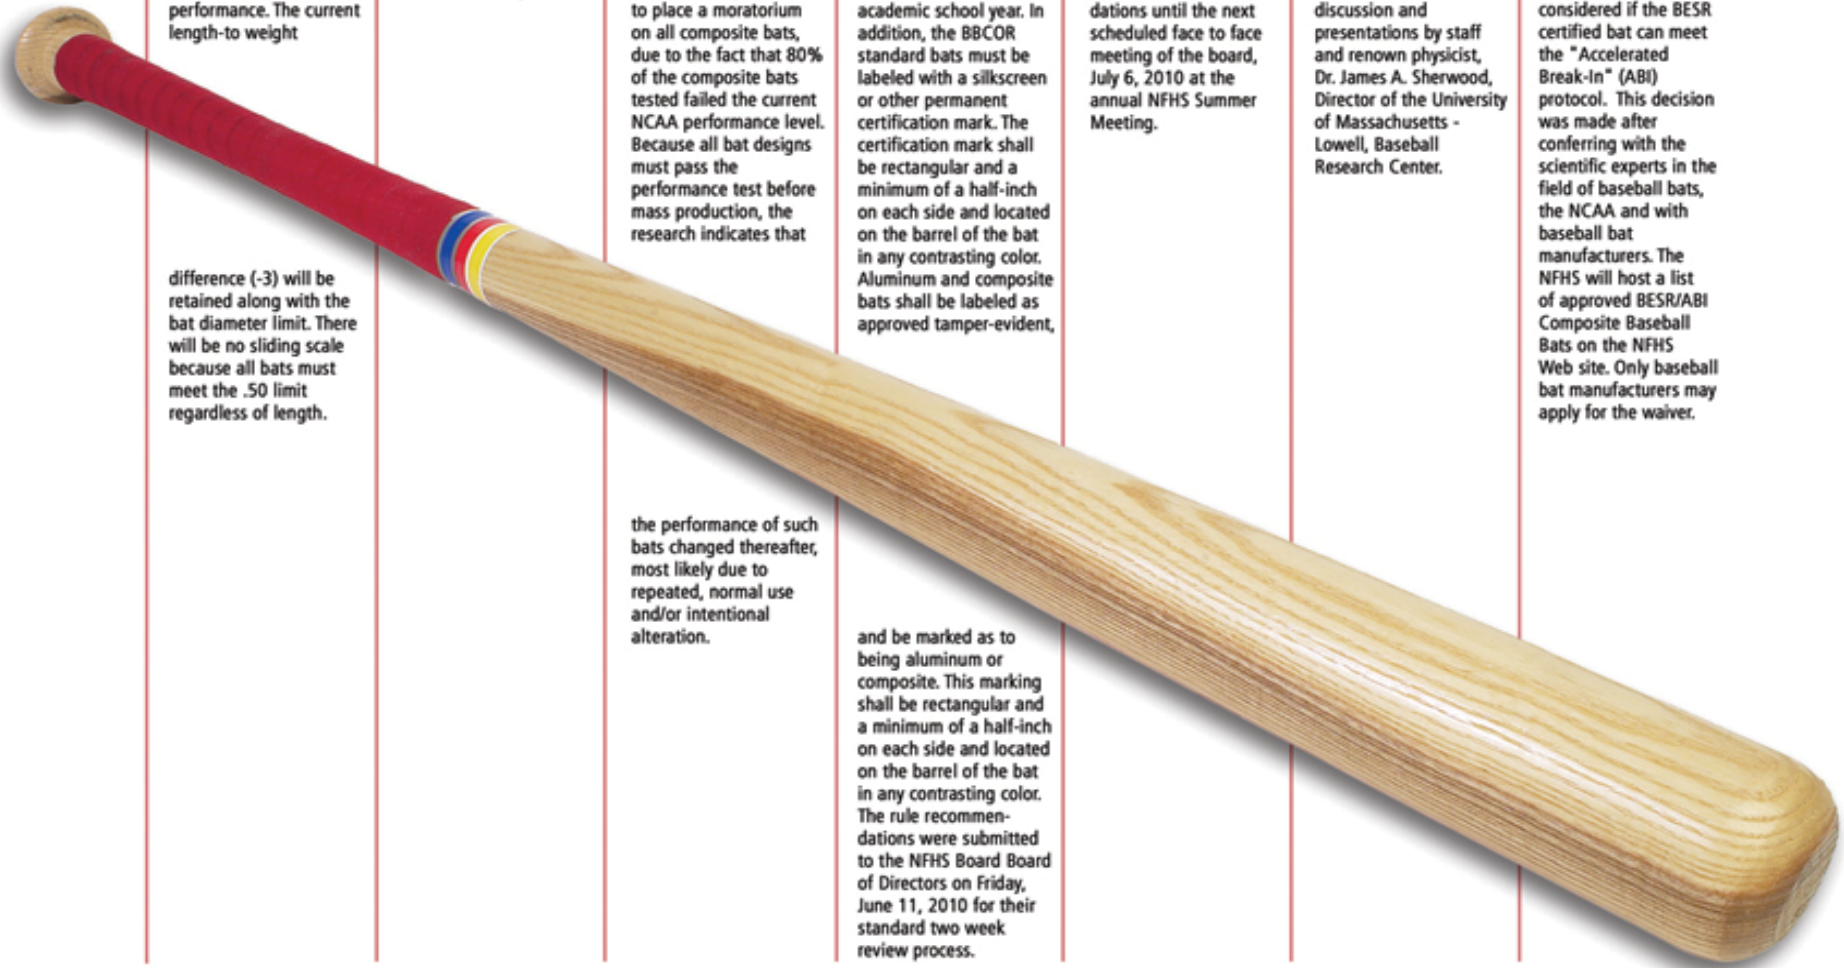 performance. The current
length-to weight
difference (-3) will be
retained along with the
bat diameter limit. There
will be no sliding scale
because all bats must
meet the .50 limit
regardless of length.
to place a moratorium
on all composite bats,
due to the fact that 80%
of the composite bats
tested failed the current
NCAA performance level.
Because all bat designs
must pass the
performance test before
mass production, the
research indicates that
the performance of such
bats changed thereafter,
most likely due to
repeated, normal use
and/or intentional
alteration.
academic school year. In
addition, the BBCOR
standard bats must be
labeled with a silkscreen
or other permanent
certification mark. The
certification mark shall
be rectangular and a
minimum of a half-inch
on each side and located
on the barrel of the bat
in any contrasting color.
Aluminum and composite
bats shall be labeled as
approved tamper-evident,
and be marked as to
being aluminum or
composite. This marking
shall be rectangular and
a minimum of a half-inch
on each side and located
on the barrel of the bat
in any contrasting color.
The rule recommen-
dations were submitted
to the NFHS Board Board
of Directors on Friday,
June 11, 2010 for their
standard two week
review process.
dations until the next
scheduled face to face
meeting of the board,
July 6, 2010 at the
annual NFHS Summer
Meeting.
discussion and
presentations by staff
and renown physicist,
Dr. James A. Sherwood,
Director of the University
of Massachusetts -
Lowell, Baseball
Research Center.
considered if the BESR
certified bat can meet
the "Accelerated
Break-In" (ABI)
protocol. This decision
was made after
conferring with the
scientific experts in the
field of baseball bats,
the NCAA and with
baseball bat
manufacturers. The
NFHS will host a list
of approved BESR/ABI
Composite Baseball
Bats on the NFHS
Web site. Only baseball
bat manufacturers may
apply for the waiver.